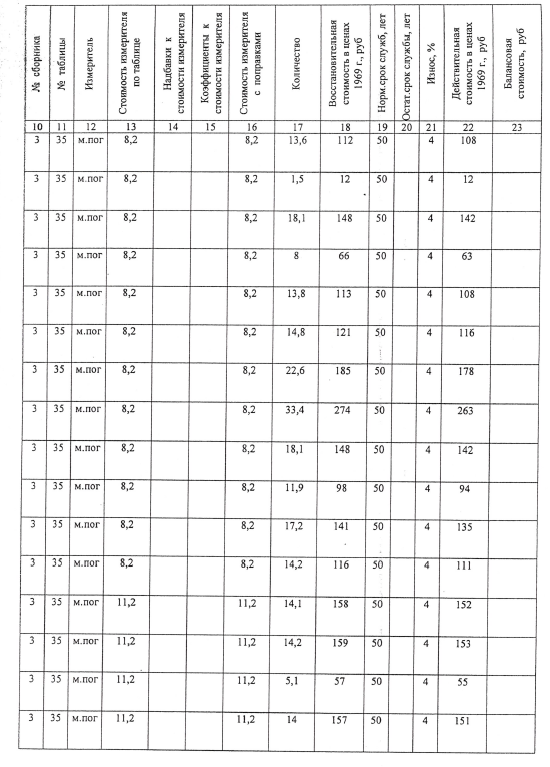 № сборника
№ таблицы
Измеритель
Стоимость измерителя
по таблице
Надбавки к
стоимости измерителя
Коэффициенты к
стоимости измерителя
Стоимость измерителя
с поправками
Количество
Восстановительная
стоимость в ценах
1969 г., руб
Норм.срок служб, лет
Остат.срок службы, лет
Износ, %
Действительная
стоимость в ценах
1969 г., руб
Балансовая
стоимость, руб
10 11 12 13 14 15 16 17 18 19 20 21 22 23
3 35 м.пог 8,2 8,2 13,6 112 50 4 108
3 35 м.пог 8,2 8,2 1,5 12 50 4 12
3 35 м.пог 8,2 8,2 18,1 148 50 4 142
3 35 м.пог 8,2 8,2 8 66 50 4 63
3 35 м.пог 8,2 8,2 13,8 113 50 4 108
3 35 м.пог 8,2 8,2 14,8 121 50 4 116
3 35 м.пог 8,2 8,2 22,6 185 50 4 178
3 35 м.пог 8,2 8,2 33,4 274 50 4 263
3 35 м.пог 8,2 8,2 18,1 148 50 4 142
3 35 м.пог 8,2 8,2 11,9 98 50 4 94
3 35 м.пог 8,2 8,2 17,2 141 50 4 135
3 35 м.пог 8,2 8,2 14,2 116 50 4 111
3 35 м.пог 11,2 11,2 14,1 158 50 4 152
3 35 м.пог 11,2 11,2 14,2 159 50 4 153
3 35 м.пог 11,2 11,2 5,1 57 50 4 55
3 35 м.пог 11,2 11,2 14 157 50 4 151